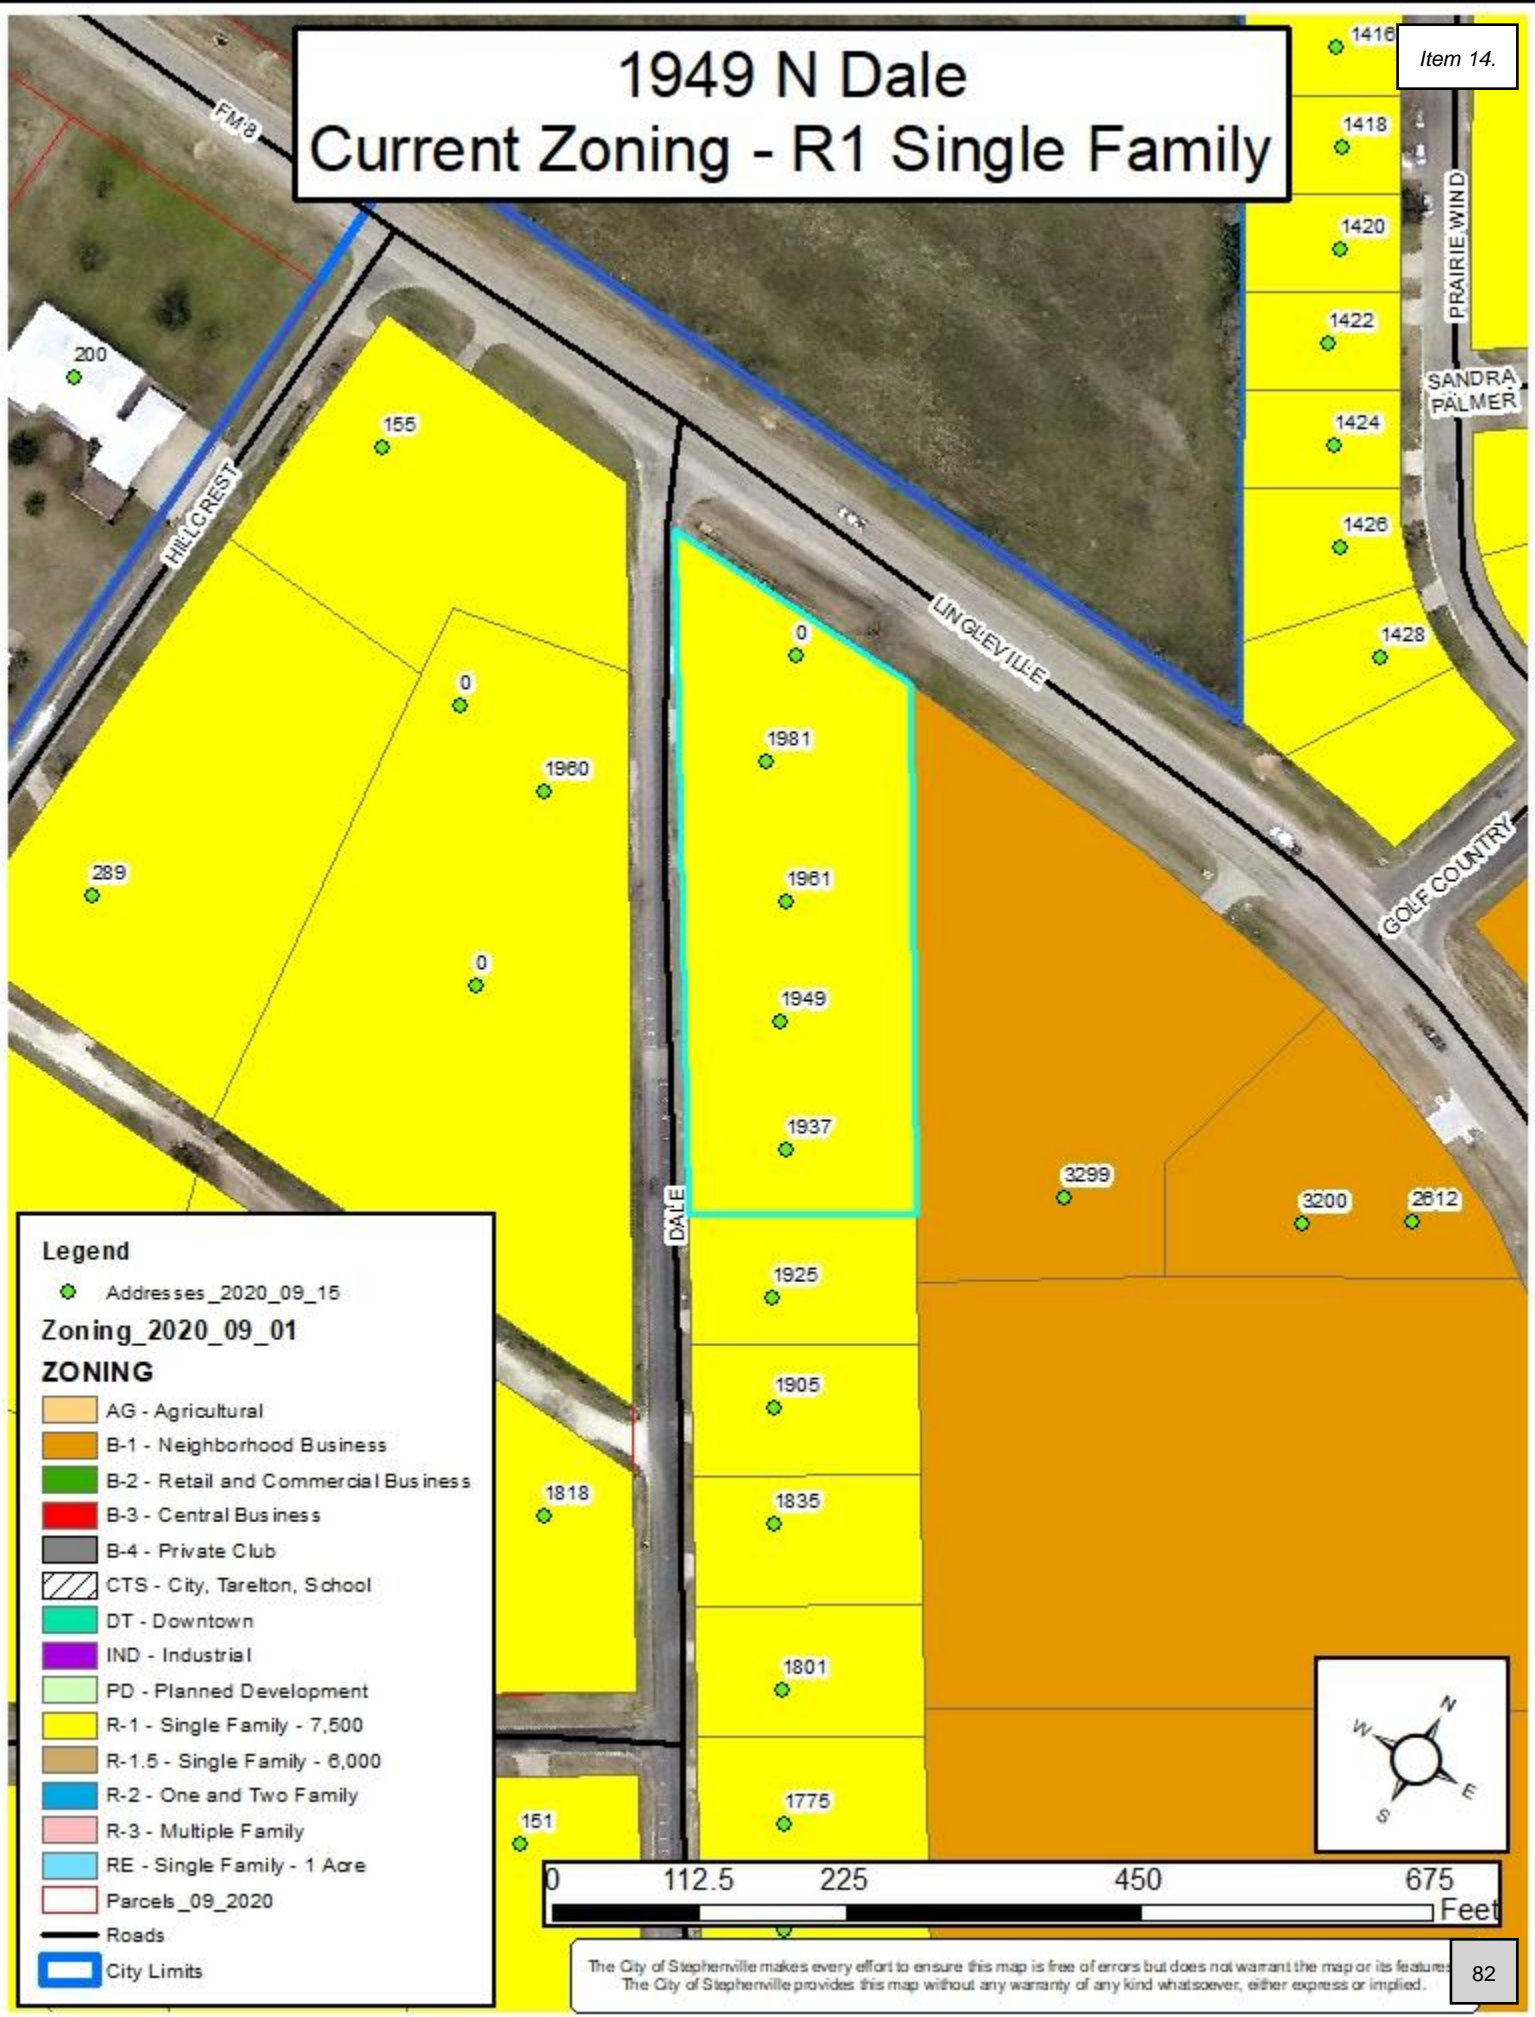 1949 N Dale
Current Zoning - R1 Single Family
Item 14.
FM 8
1416
1418
1420
1422
1424
1426
1428
PRAIRIE WIND
SANDRA
PALMER
200
155
HILLCREST
LINGLEVILLE
0
0
1981
1960
1961
289
0
1949
1937
GOLF COUNTRY
3299
3200
2612
DALE
1925
1905
1835
1818
1801
1775
151
Legend
Addresses_2020_09_15
Zoning_2020_09_01
ZONING
AG - Agricultural
B-1 - Neighborhood Business
B-2 - Retail and Commercial Business
B-3 - Central Business
B-4 - Private Club
CTS - City, Tarelton, School
DT - Downtown
IND - Industrial
PD - Planned Development
R-1 - Single Family - 7,500
R-1.5 - Single Family - 6,000
R-2 - One and Two Family
R-3 - Multiple Family
RE - Single Family - 1 Acre
Parcels_09_2020
Roads
City Limits
N
W
E
S
0 112.5 225 450 675
Feet
The City of Stephenville makes every effort to ensure this map is free of errors but does not warrant the map or its features
The City of Stephenville provides this map without any warranty of any kind whatsoever, either express or implied.
82